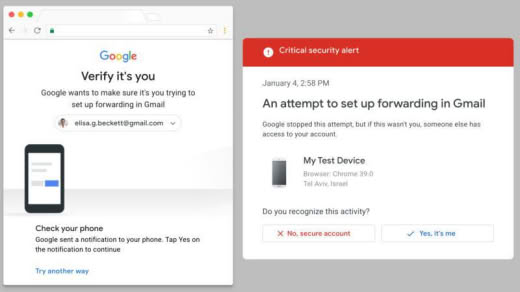 Google
Verify it's you
Google wants to make sure it's you trying to
set up forwarding in Gmail
elisa.g.beckett@gmail.com
Check your phone
Google sent a notification to your phone. Tap Yes on
the notification to continue
Try another way
Critical security alert
January 4, 2:58 PM
An attempt to set up forwarding in Gmail
Google stopped this attempt, but if this wasn't you, someone else has
access to your account.
My Test Device
Browser: Chrome 39.0
Tel Aviv, Israel
Do you recognize this activity?
No, secure account
Yes, it's me